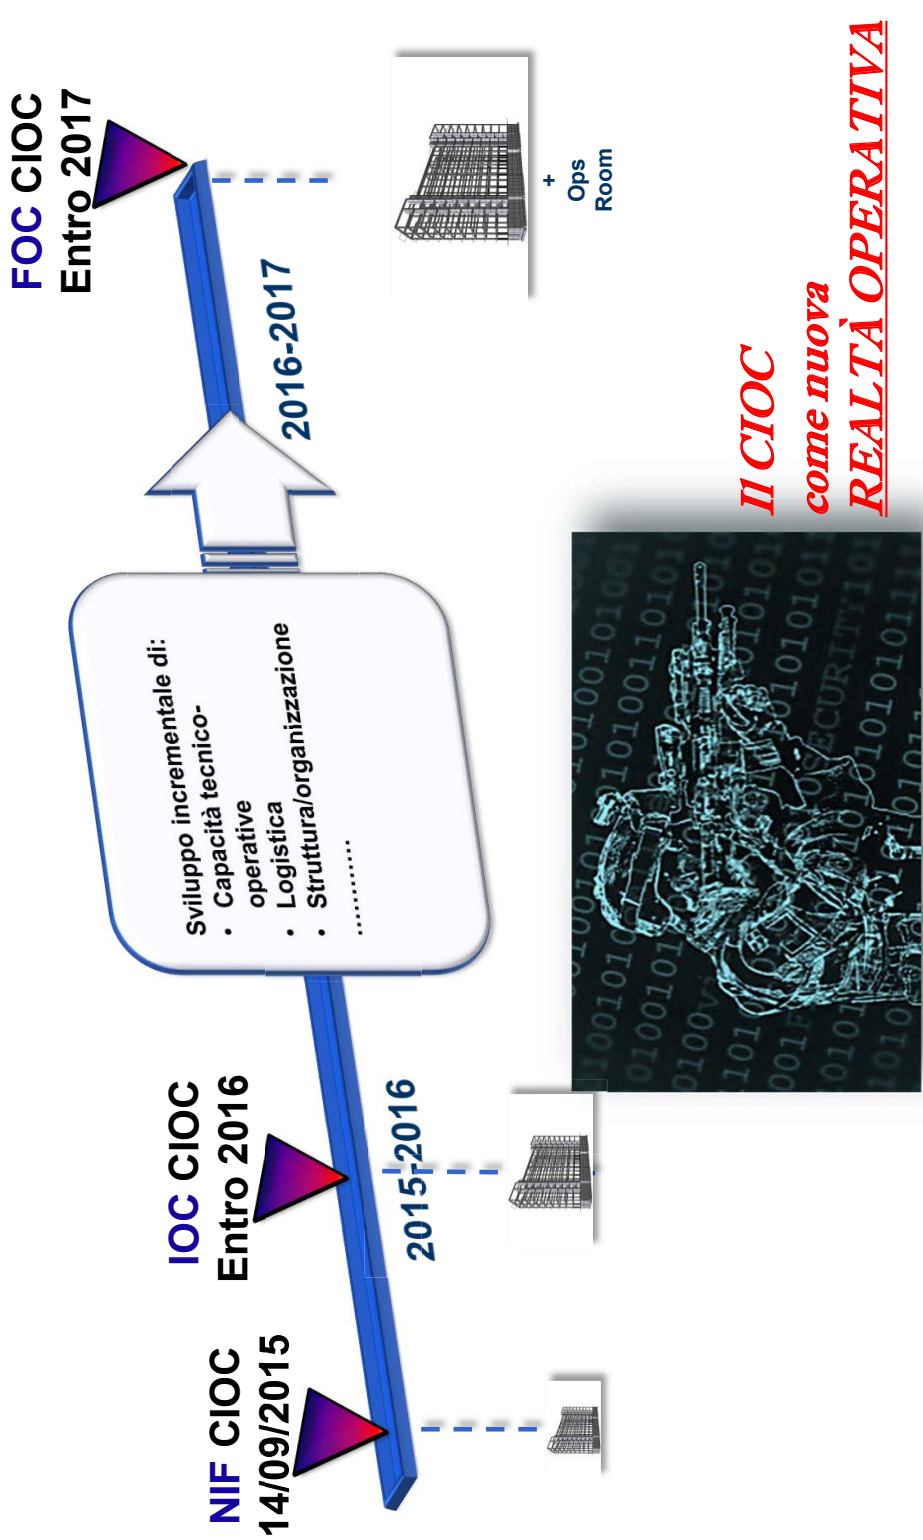 NIF CIOC
14/09/2015
IOC CIOC
Entro 2016
FOC CIOC
Entro 2017
Sviluppo incrementale di:
• Capacità tecnico-
operative
• Logistica
• Struttura/organizzazione
...........
2015-2016
2016-2017
+
Ops
Room
Il CIOC
come nuova
REALTÀ OPERATIVA